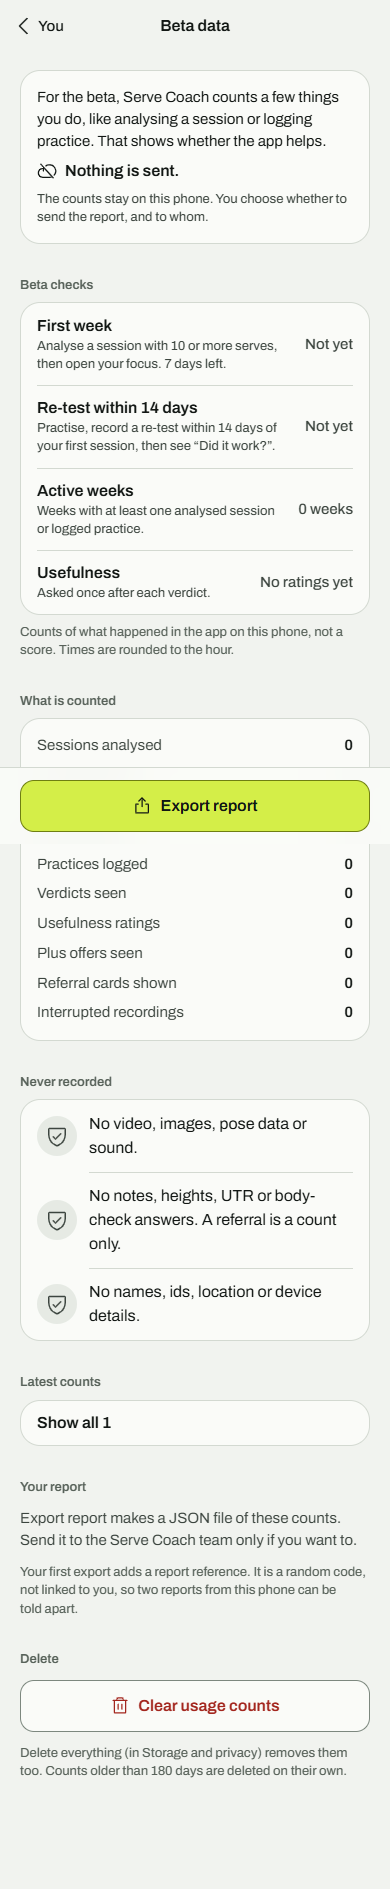 You
Beta data
For the beta, Serve Coach counts a few things
you do, like analysing a session or logging
practice. That shows whether the app helps.
Nothing is sent.
The counts stay on this phone. You choose whether to
send the report, and to whom.
Beta checks
First week
Analyse a session with 10 or more serves,
then open your focus. 7 days left.
Not yet
Re-test within 14 days
Practise, record a re-test within 14 days of
your first session, then see “Did it work?”.
Not yet
Active weeks
Weeks with at least one analysed session
or logged practice.
0 weeks
Usefulness
Asked once after each verdict.
No ratings yet
Counts of what happened in the app on this phone, not a
score. Times are rounded to the hour.
What is counted
Sessions analysed 0
Export report
Practices logged 0
Verdicts seen 0
Usefulness ratings 0
Plus offers seen 0
Referral cards shown 0
Interrupted recordings 0
Never recorded
No video, images, pose data or
sound.
No notes, heights, UTR or body-
check answers. A referral is a count
only.
No names, ids, location or device
details.
Latest counts
Show all 1
Your report
Export report makes a JSON file of these counts.
Send it to the Serve Coach team only if you want to.
Your first export adds a report reference. It is a random code,
not linked to you, so two reports from this phone can be
told apart.
Delete
Clear usage counts
Delete everything (in Storage and privacy) removes them
too. Counts older than 180 days are deleted on their own.